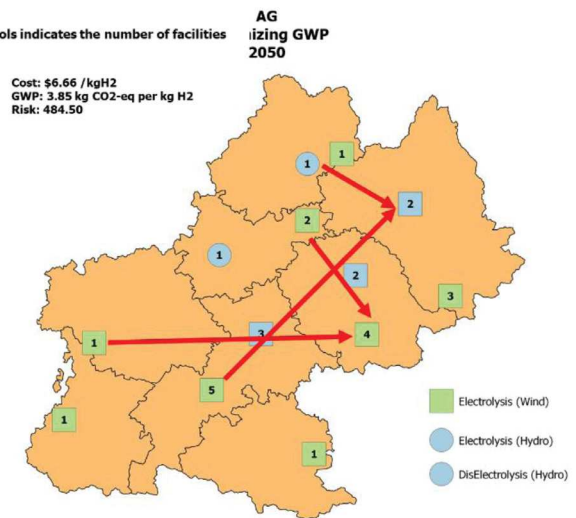 AG
ols indicates the number of facilities
izing GWP
2050
Cost: $6.66 /kgH2
GWP: 3.85 kg CO2-eq per kg H2
Risk: 484.50
1
1
2
2
1
2
3
1
3
4
5
1
1
Electrolysis (Wind)
Electrolysis (Hydro)
DisElectrolysis (Hydro)